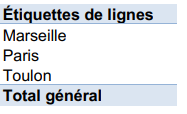 Étiquettes de lignes
Marseille
Paris
Toulon
Total général